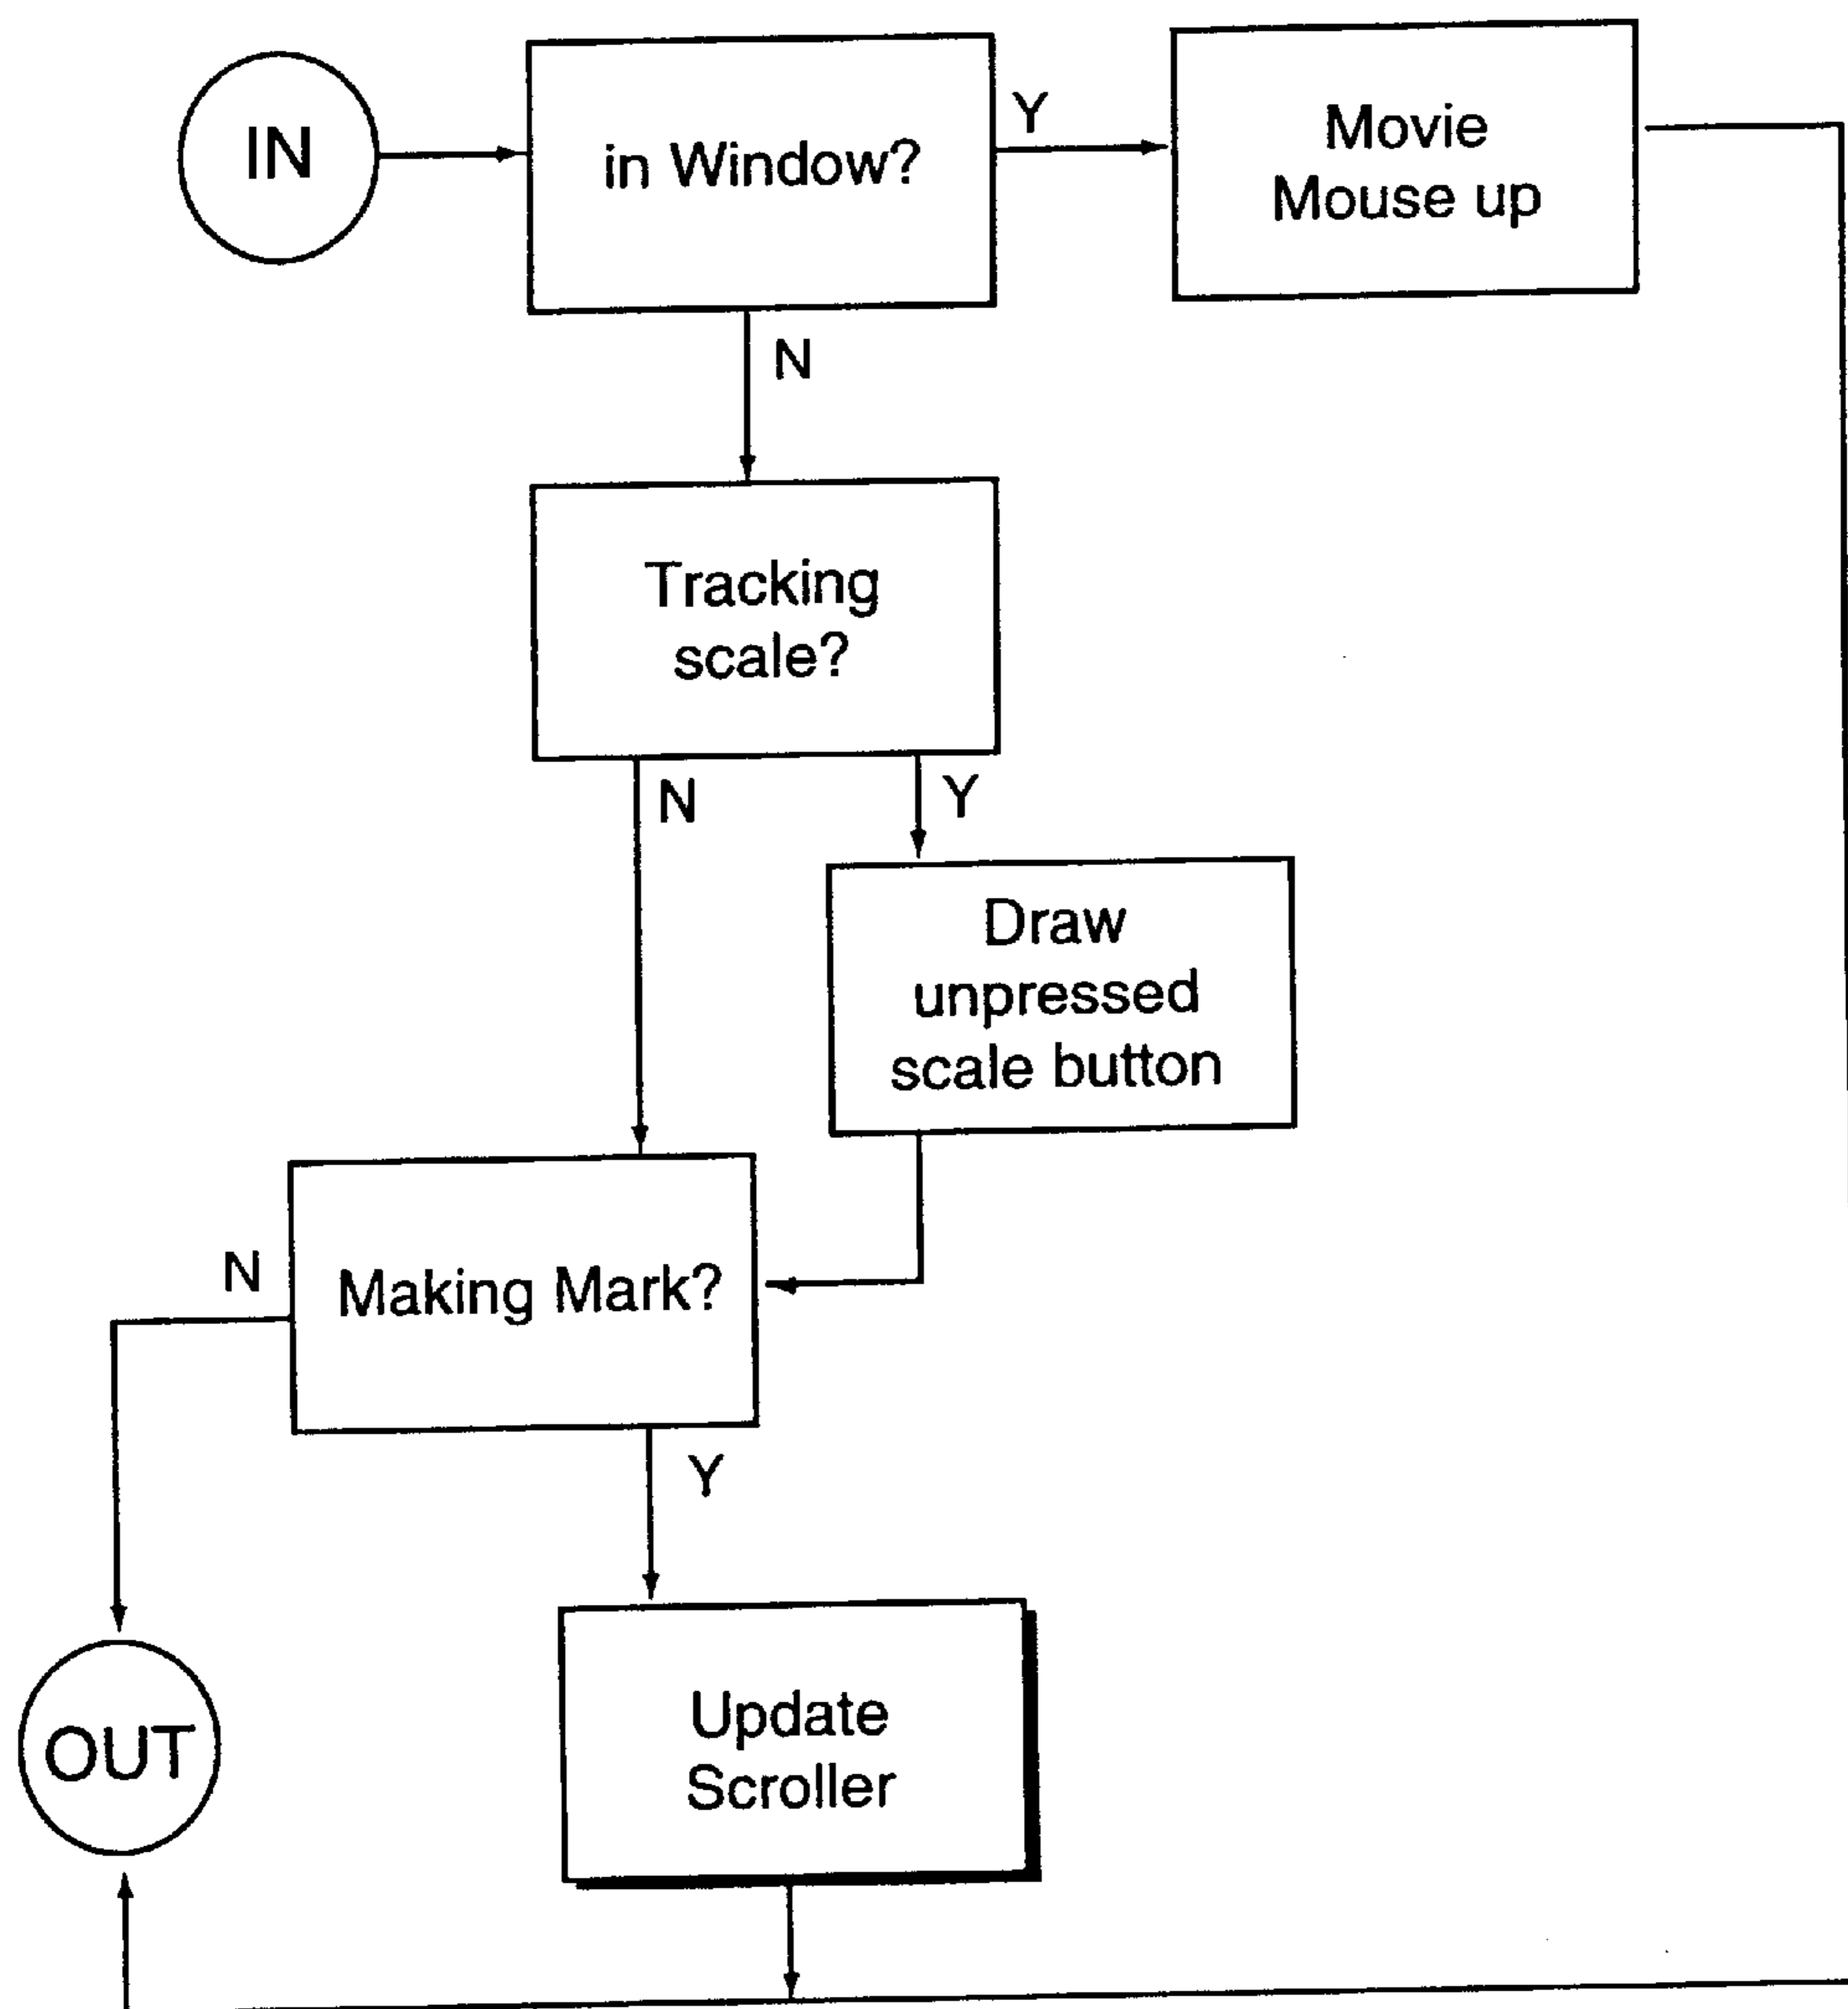 IN
in Window?
Y
Movie
Mouse up
N
Tracking
scale?
N
Y
Draw
unpressed
scale button
N
Making Mark?
Y
Update
Scroller
OUT